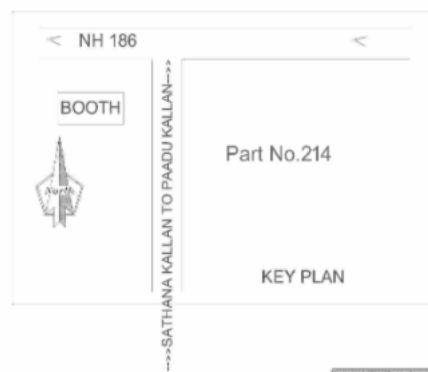 < NH 186 <
BOOTH
North
Part No.214
KEY PLAN
-->>SATHANA KALLAN TO PAADU KALLAN-->>